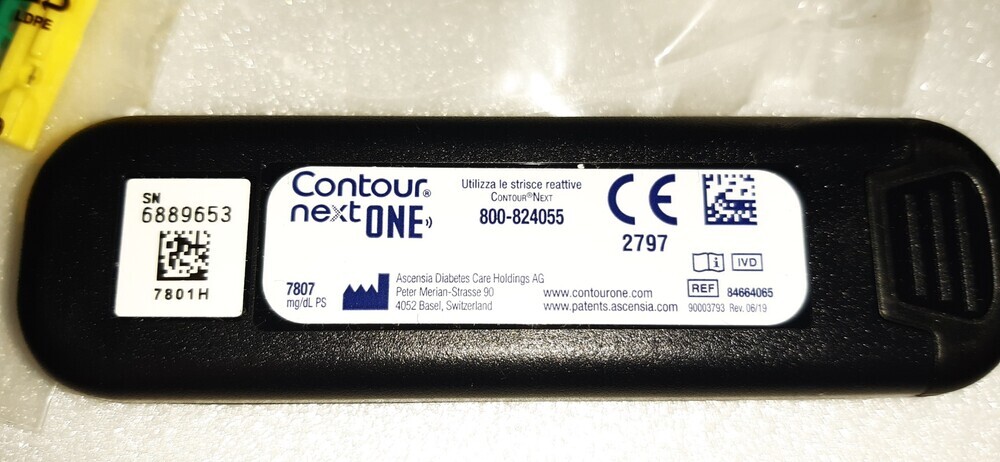 LDPE
SN
6889653
7801H
Contour®
next ONE
Utilizza le strisce reattive
CONTOUR®NEXT
800-824055
CE
2797
7807
mg/dL PS
Ascensia Diabetes Care Holdings AG
Peter Merian-Strasse 90
4052 Basel, Switzerland
www.contourone.com
www.patents.ascensia.com
i
IVD
REF 84664065
90003793 Rev. 06/19